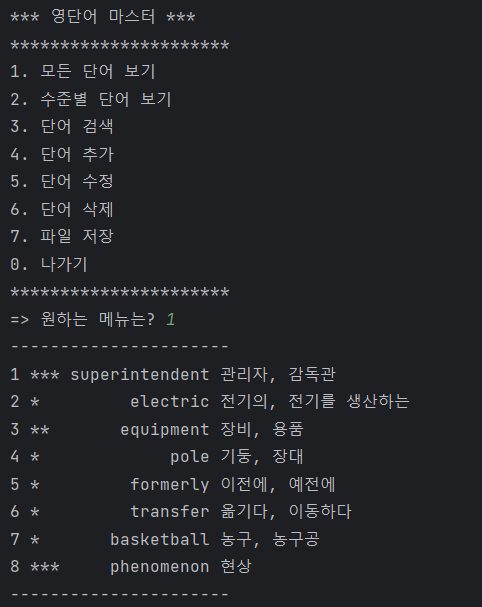 *** 영단어 마스터 ***
**********************
1. 모든 단어 보기
2. 수준별 단어 보기
3. 단어 검색
4. 단어 추가
5. 단어 수정
6. 단어 삭제
7. 파일 저장
0. 나가기
**********************
=> 원하는 메뉴는? 1
----------------------
1 *** superintendent 관리자, 감독관
2 *         electric 전기의, 전기를 생산하는
3 **       equipment 장비, 용품
4 *             pole 기둥, 장대
5 *         formerly 이전에, 예전에
6 *         transfer 옮기다, 이동하다
7 *       basketball 농구, 농구공
8 ***     phenomenon 현상
----------------------